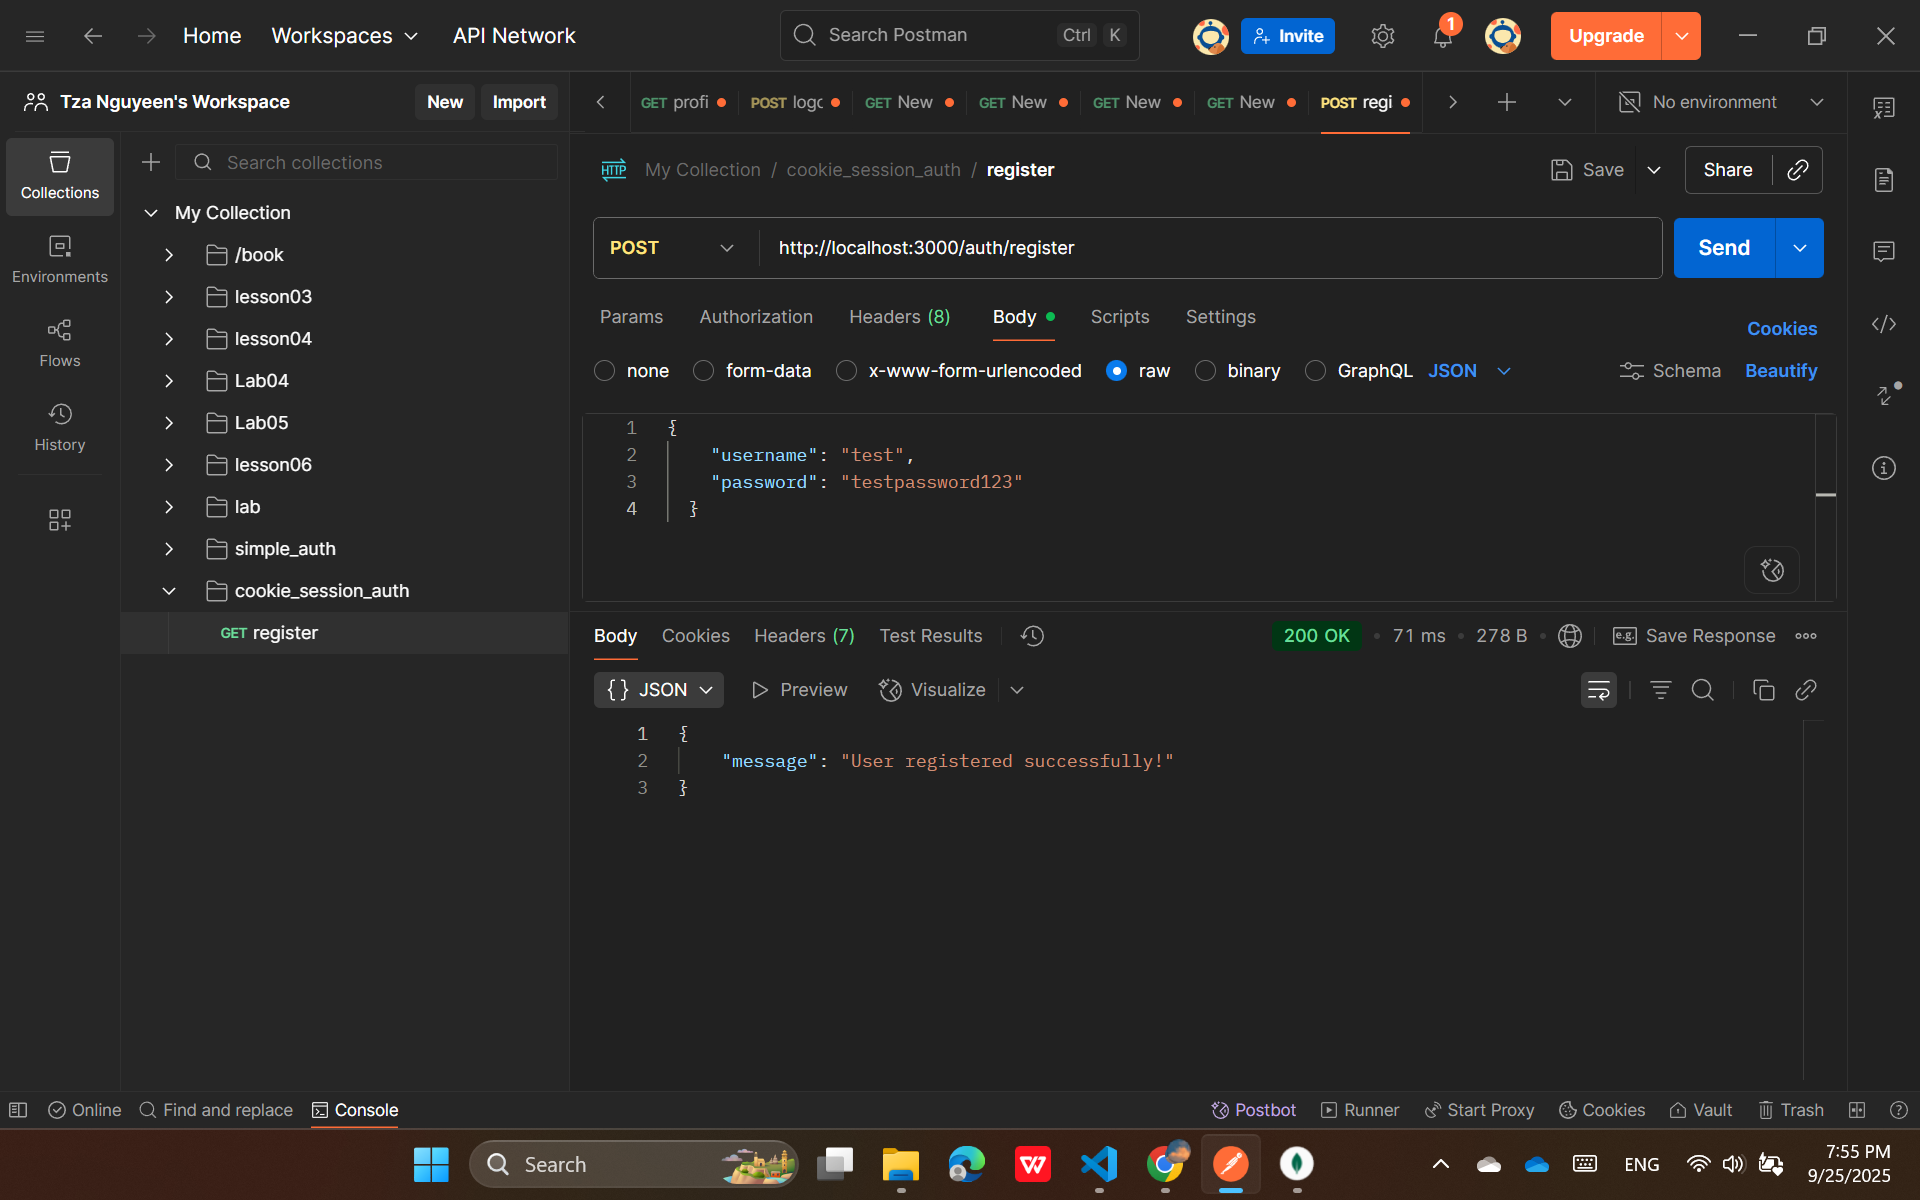 Home
Workspaces
API Network
Search Postman
Ctrl
K
Invite
1
Upgrade
Tza Nguyeen's Workspace
New
Import
GET profi
POST logo
GET New
GET New
GET New
GET New
POST regi
No environment
Collections
Search collections
Environments
Flows
History
My Collection
/book
lesson03
lesson04
Lab04
Lab05
lesson06
lab
simple_auth
cookie_session_auth
GET register
HTTP
My Collection / cookie_session_auth / register
Save
Share
POST
http://localhost:3000/auth/register
Send
Params
Authorization
Headers (8)
Body
Scripts
Settings
Cookies
none
form-data
x-www-form-urlencoded
raw
binary
GraphQL
JSON
Schema
Beautify
1 {
2 "username": "test",
3 "password": "testpassword123"
4 }
Body
Cookies
Headers (7)
Test Results
200 OK
71 ms
278 B
e.g.
Save Response
{} JSON
Preview
Visualize
1 {
2 "message": "User registered successfully!"
3 }
Online
Find and replace
Console
Postbot
Runner
Start Proxy
Cookies
Vault
Trash
Search
W
ENG
7:55 PM
9/25/2025